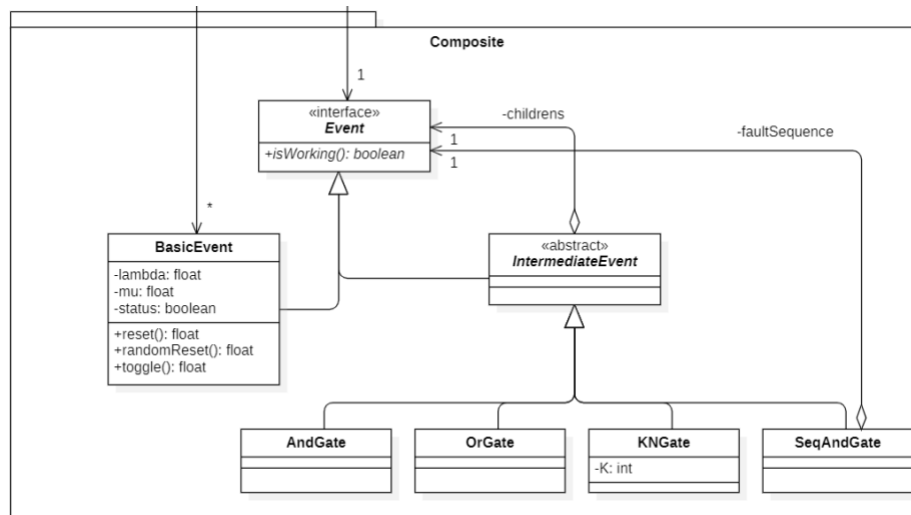 Composite
1
«interface»
Event
+isWorking(): boolean
-childrens
1
-faultSequence
1
*
BasicEvent
-lambda: float
-mu: float
-status: boolean
+reset(): float
+randomReset(): float
+toggle(): float
«abstract»
IntermediateEvent
AndGate
OrGate
KNGate
-K: int
SeqAndGate